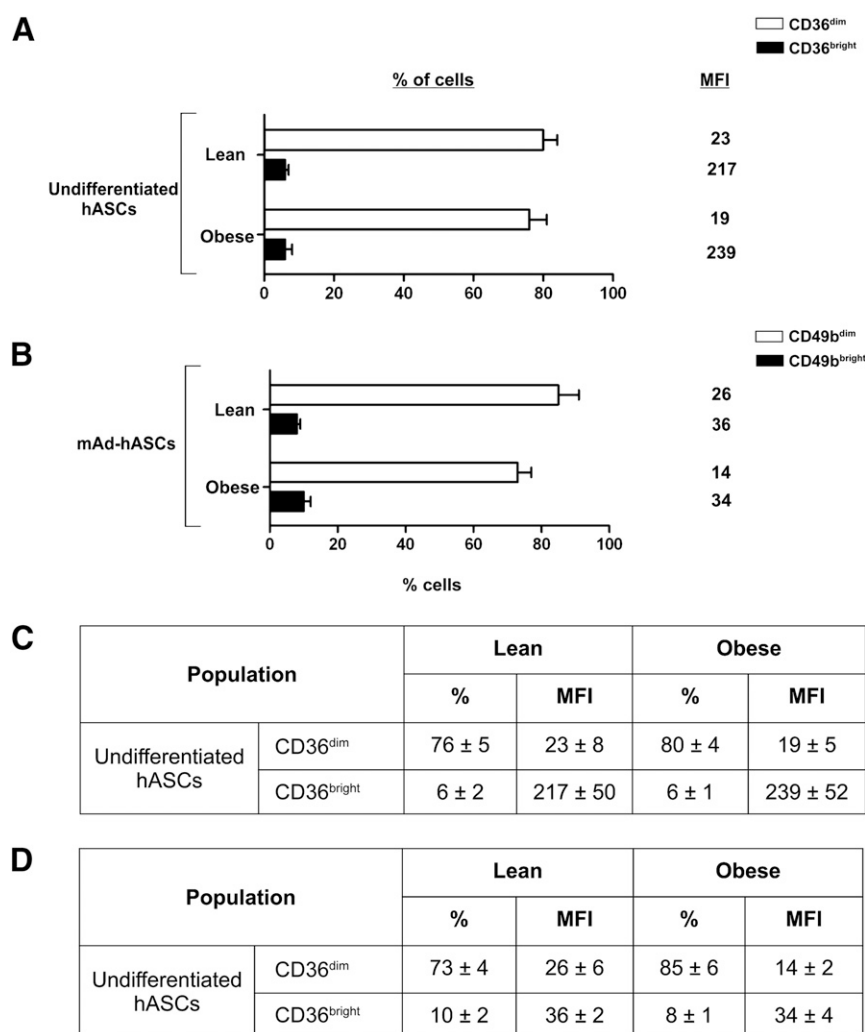 A
CD36dim
CD36bright
% of cells
MFI
Undifferentiated
hASCs
Lean
23
217
Obese
19
239
0 20 40 60 80 100
B
CD49bdim
CD49bbright
mAd-hASCs
Lean
26
36
Obese
14
34
0 20 40 60 80 100
% cells
C
Population Lean Obese
% MFI % MFI
Undifferentiated
hASCs
CD36dim 76 ± 5 23 ± 8 80 ± 4 19 ± 5
CD36bright 6 ± 2 217 ± 50 6 ± 1 239 ± 52
D
Population Lean Obese
% MFI % MFI
Undifferentiated
hASCs
CD36dim 73 ± 4 26 ± 6 85 ± 6 14 ± 2
CD36bright 10 ± 2 36 ± 2 8 ± 1 34 ± 4